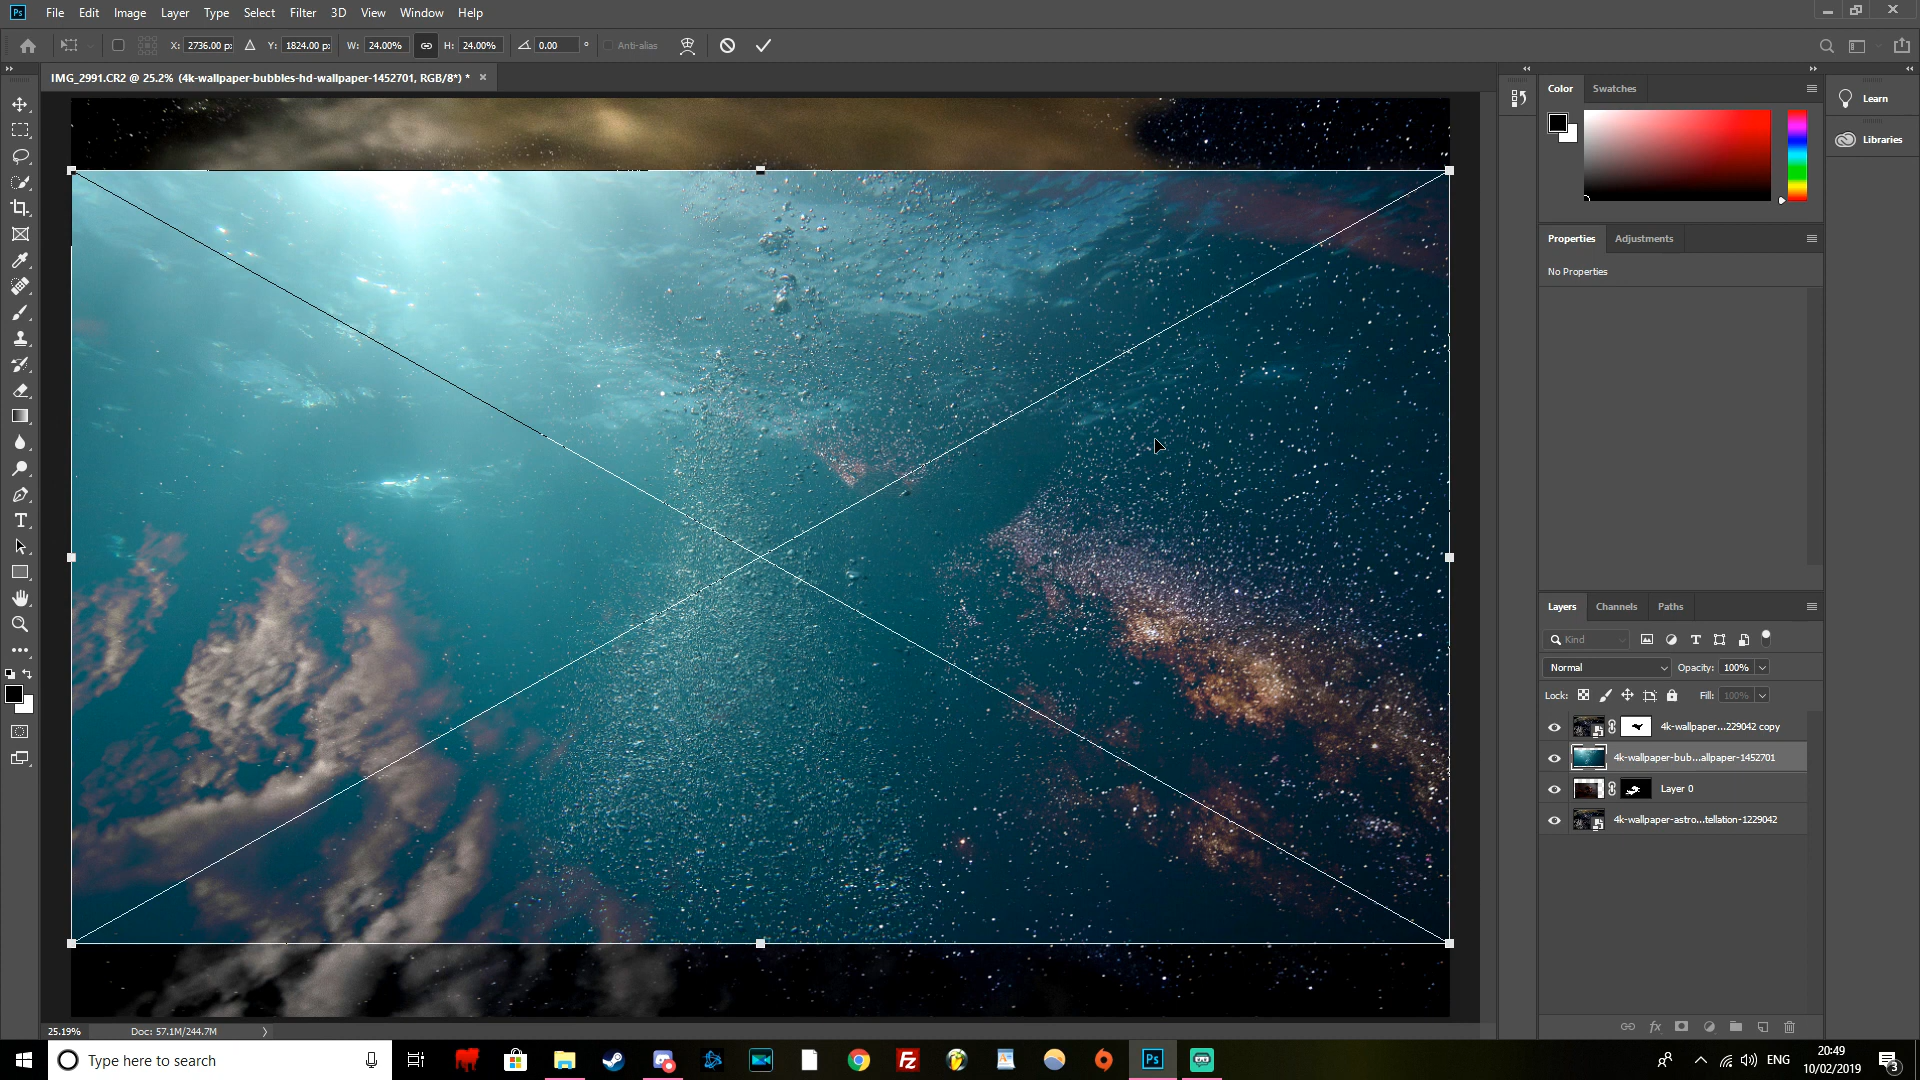 Ps File Edit Image Layer Type Select Filter 3D View Window Help
X: 2736.00 p: Y: 1824.00 p: W: 24.00% H: 24.00% 0.00 ° Anti-alias
IMG_2991.CR2 @ 25.2% (4k-wallpaper-bubbles-hd-wallpaper-1452701, RGB/8*) * ×
Color Swatches
Learn
Libraries
Properties Adjustments
No Properties
Layers Channels Paths
Kind
Normal Opacity: 100%
Lock: Fill: 100%
4k-wallpaper...229042 copy
4k-wallpaper-bub...allpaper-1452701
Layer 0
4k-wallpaper-astro...tellation-1229042
25.19% Doc: 57.1M/244.7M
Type here to search
Fz
Ps
ENG
20:49
10/02/2019
3